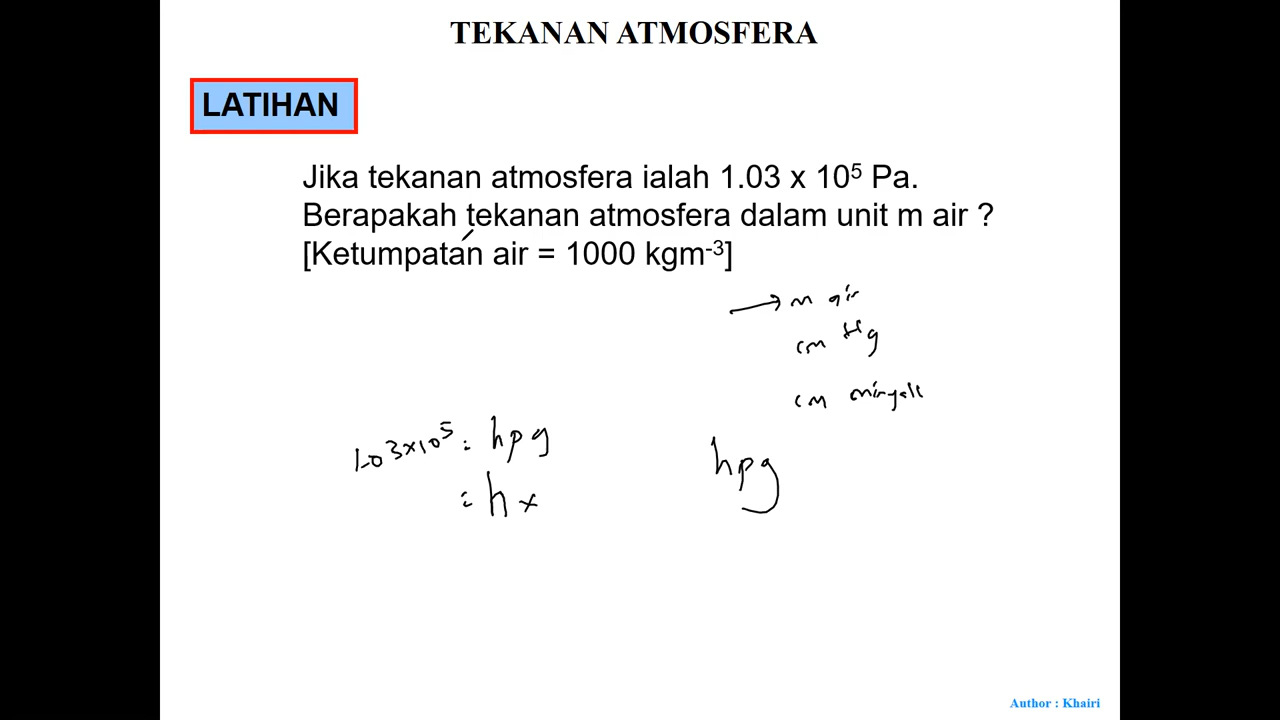 TEKANAN ATMOSFERA
LATIHAN
Jika tekanan atmosfera ialah 1.03 x 10⁵ Pa.
Berapakah tekanan atmosfera dalam unit m air ?
[Ketumpatan air = 1000 kgm⁻³]
→ m air
cm Hg
cm minyak
1.03x10⁵ = hρg
= h x
hρg
Author : Khairi